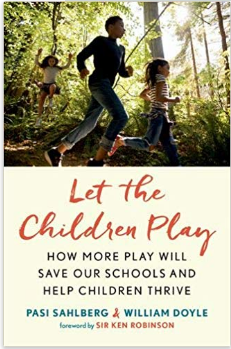 Let the
Children Play
HOW MORE PLAY WILL
SAVE OUR SCHOOLS AND
HELP CHILDREN THRIVE
PASI SAHLBERG & WILLIAM DOYLE
foreword by SIR KEN ROBINSON